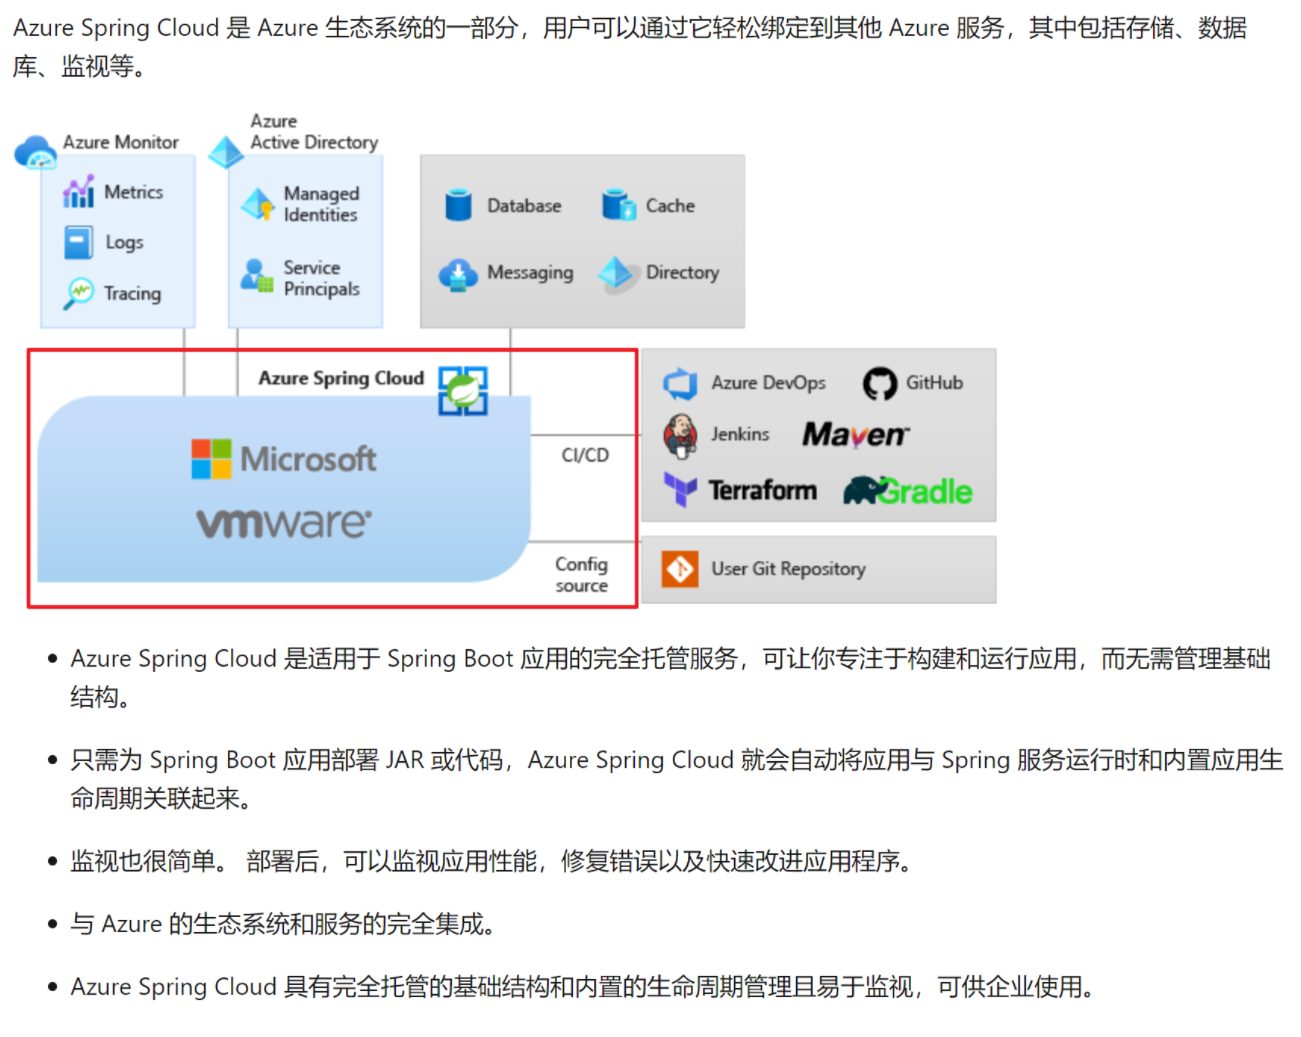 Azure Spring Cloud 是 Azure 生态系统的一部分，用户可以通过它轻松绑定到其他 Azure 服务，其中包括存储、数据
库、监视等。
Azure Monitor
Metrics
Logs
Tracing
Azure
Active Directory
Managed
Identities
Service
Principals
Database
Cache
Messaging
Directory
Azure Spring Cloud
Microsoft
vmware®
CI/CD
Config
source
Azure DevOps
GitHub
Jenkins
Maven™
Terraform
Gradle
User Git Repository
• Azure Spring Cloud 是适用于 Spring Boot 应用的完全托管服务，可让你专注于构建和运行应用，而无需管理基础
结构。
• 只需为 Spring Boot 应用部署 JAR 或代码，Azure Spring Cloud 就会自动将应用与 Spring 服务运行时和内置应用生
命周期关联起来。
• 监视也很简单。 部署后，可以监视应用性能，修复错误以及快速改进应用程序。
• 与 Azure 的生态系统和服务的完全集成。
• Azure Spring Cloud 具有完全托管的基础结构和内置的生命周期管理且易于监视，可供企业使用。